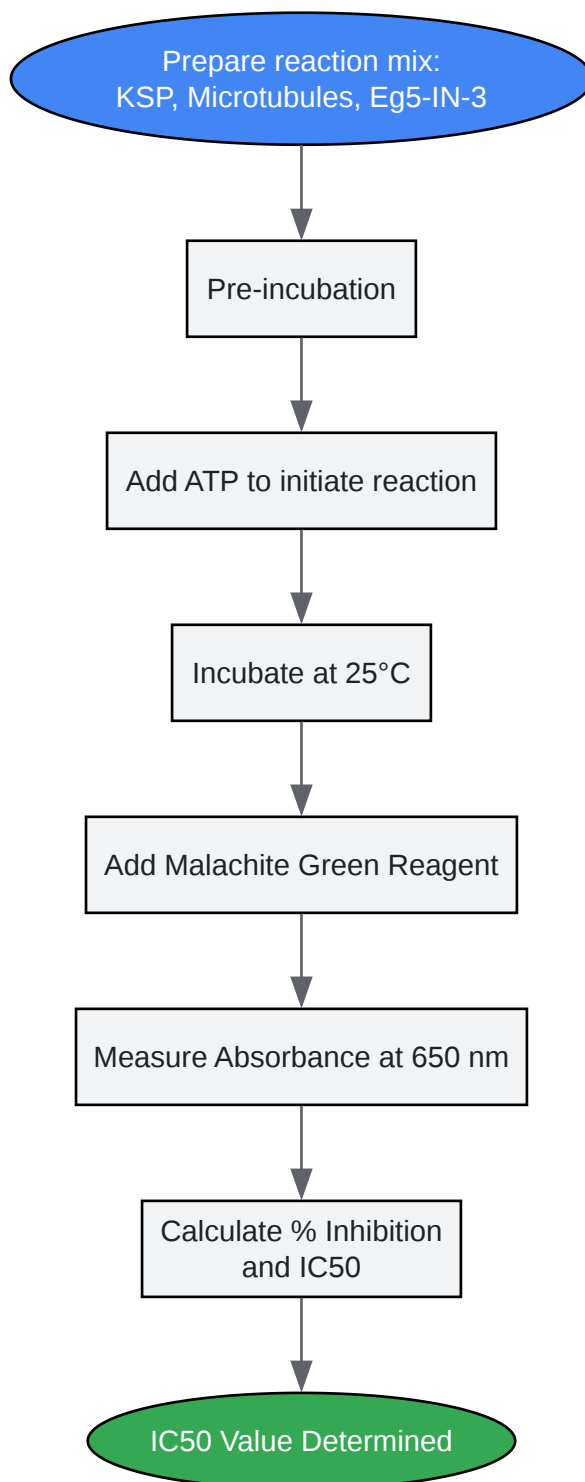 Prepare reaction mix:
KSP, Microtubules, Eg5-IN-3
Pre-incubation
Add ATP to initiate reaction
Incubate at 25°C
Add Malachite Green Reagent
Measure Absorbance at 650 nm
Calculate % Inhibition
and IC50
IC50 Value Determined